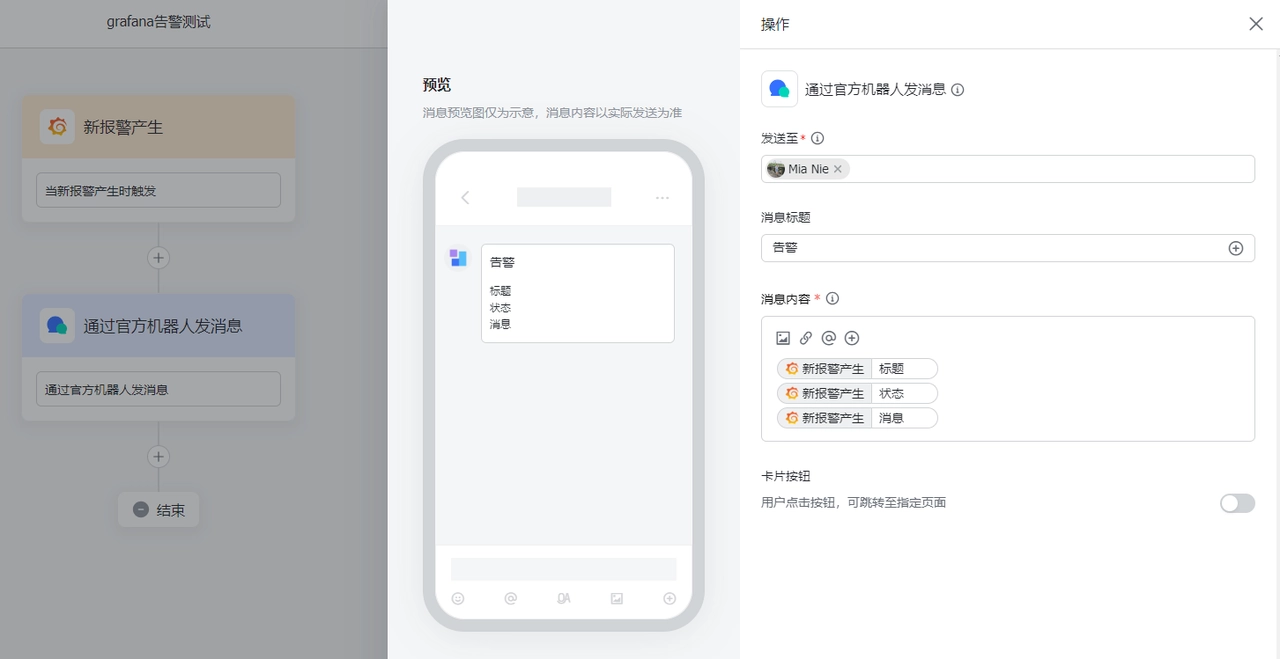 grafana告警测试
新报警产生
当新报警产生时触发
通过官方机器人发消息
通过官方机器人发消息
结束
预览
消息预览图仅为示意，消息内容以实际发送为准
告警
标题
状态
消息
操作
通过官方机器人发消息
发送至*
Mia Nie
消息标题
告警
消息内容 *
新报警产生 标题
新报警产生 状态
新报警产生 消息
卡片按钮
用户点击按钮，可跳转至指定页面